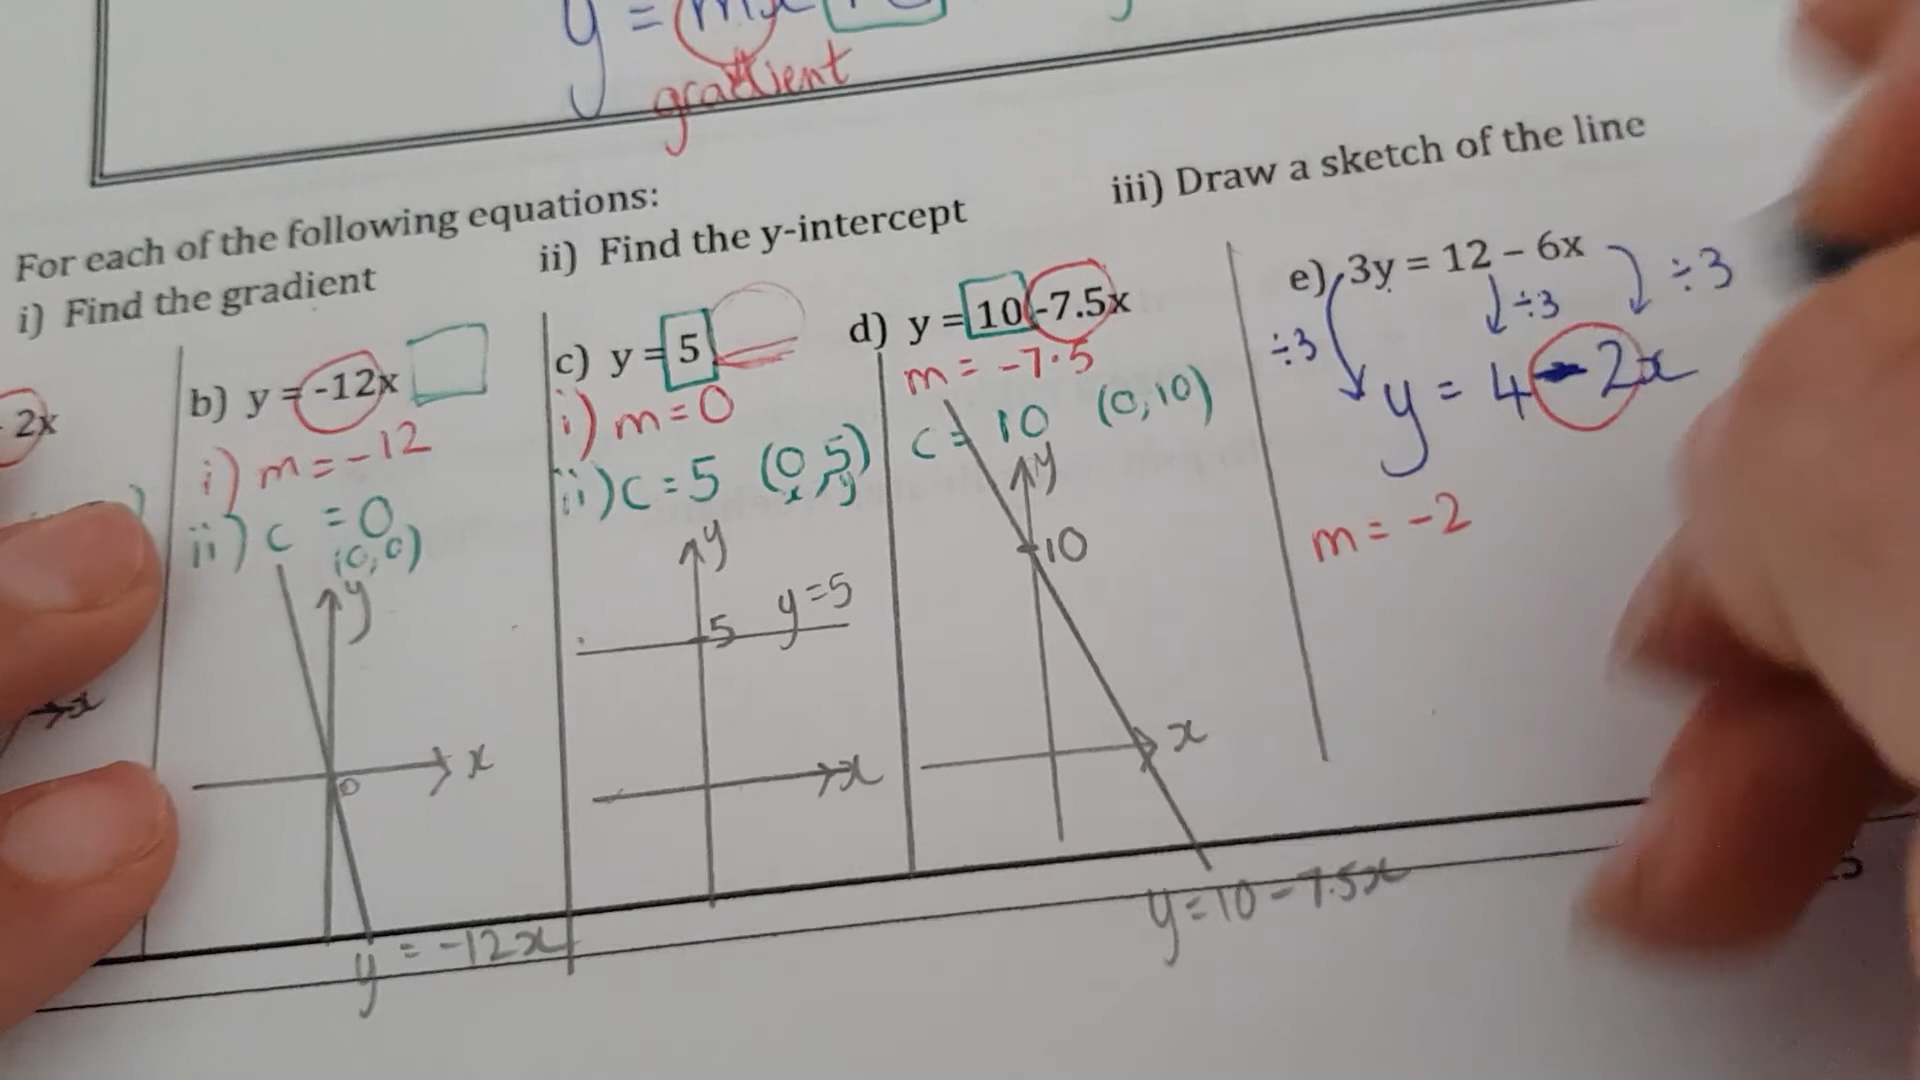 y = mx
gradient
For each of the following equations:
i) Find the gradient
ii) Find the y-intercept
iii) Draw a sketch of the line
2x
x
b) y = -12x
i) m = -12
ii) c = 0
(0,0)
y
x
0
y = -12x
c) y = 5
i) m = 0
ii) c = 5 (0,5)
x y
y
5 y=5
x
d) y = 10 -7.5x
m = -7.5
c = 10 (0,10)
y
10
x
y = 10 - 7.5x
e) 3y = 12 – 6x
÷3 ÷3 ÷3
y = 4 - 2x
m = -2